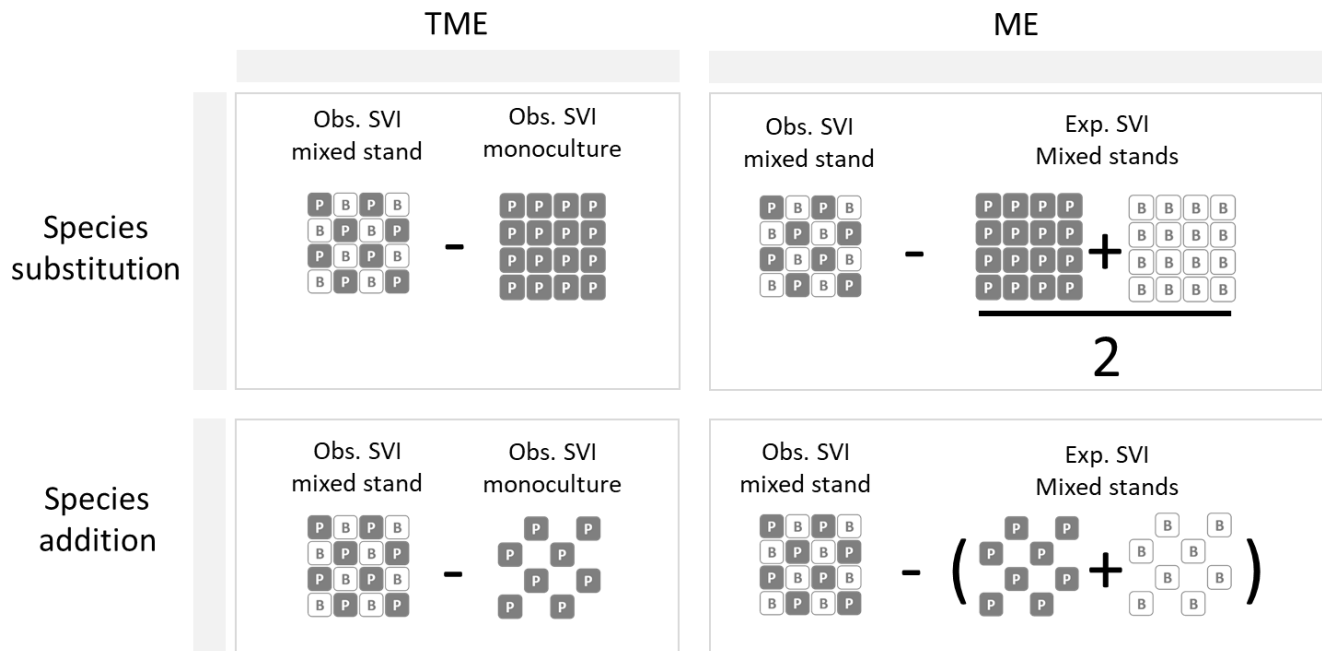 TME
ME
Species
substitution
Obs. SVI
mixed stand
P B P B
B P B P
P B P B
B P B P
-
Obs. SVI
monoculture
P P P P
P P P P
P P P P
P P P P
Obs. SVI
mixed stand
P B P B
B P B P
P B P B
B P B P
-
Exp. SVI
Mixed stands
P P P P
P P P P
P P P P
P P P P
+
B B B B
B B B B
B B B B
B B B B
2
Species
addition
Obs. SVI
mixed stand
P B P B
B P B P
P B P B
B P B P
-
Obs. SVI
monoculture
P P
P P
P P
P P
Obs. SVI
mixed stand
P B P B
B P B P
P B P B
B P B P
-
Exp. SVI
Mixed stands
(
P P
P P
P P
P P
+
B B
B B
B B
B B
)